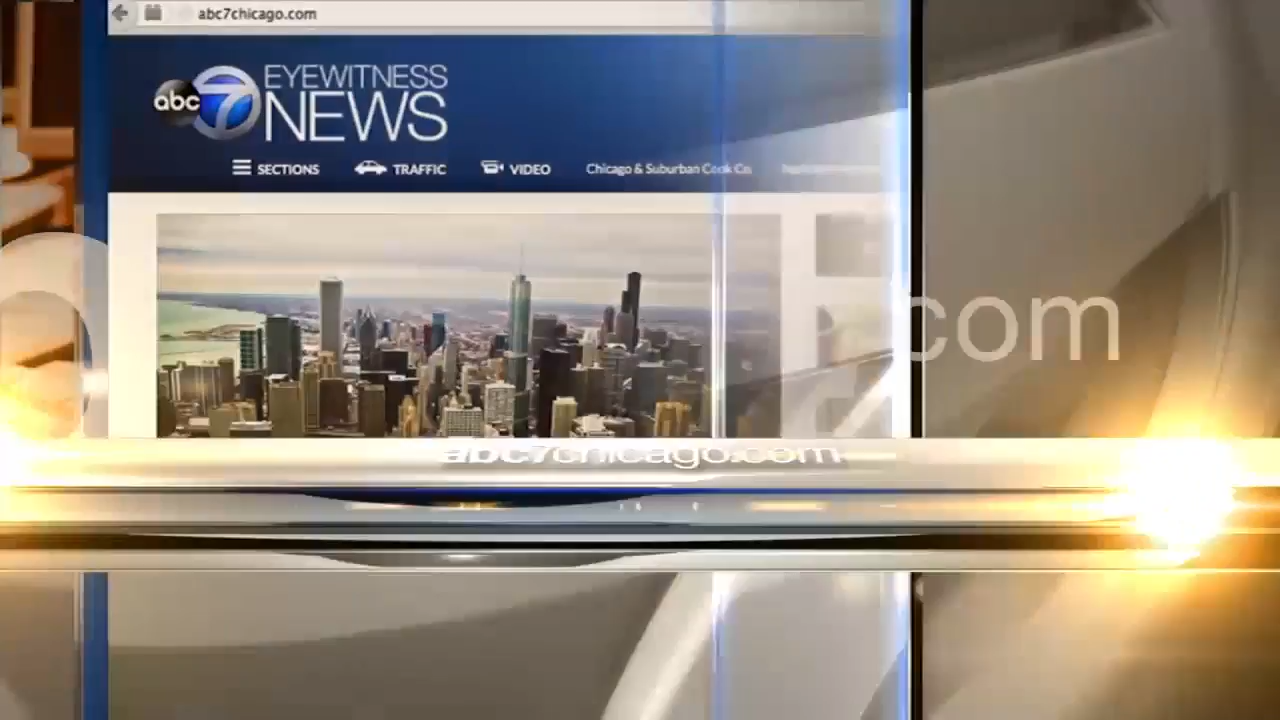 abc7chicago.com
abc 7 EYEWITNESS
NEWS
SECTIONS TRAFFIC VIDEO Chicago & Suburban Cook Co.
.com
abc7chicago.com